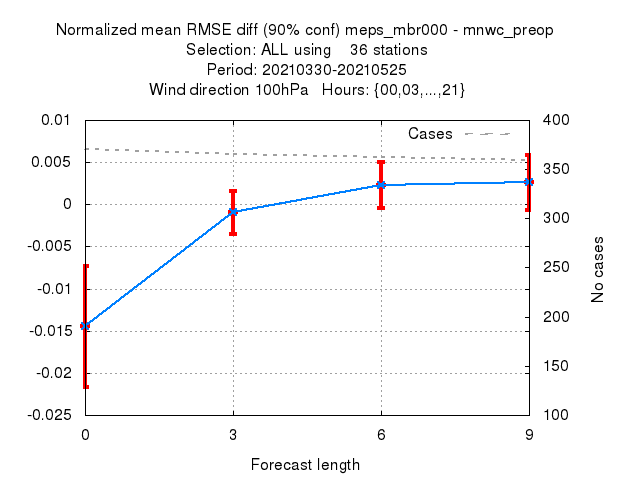 Normalized mean RMSE diff (90% conf) meps_mbr000 - mnwc_preop
Selection: ALL using 36 stations
Period: 20210330-20210525
Wind direction 100hPa Hours: {00,03,...,21}
0.01
0.005
0
-0.005
-0.01
-0.015
-0.02
-0.025
Cases
400
350
300
250
200
150
100
No cases
0 3 6 9
Forecast length